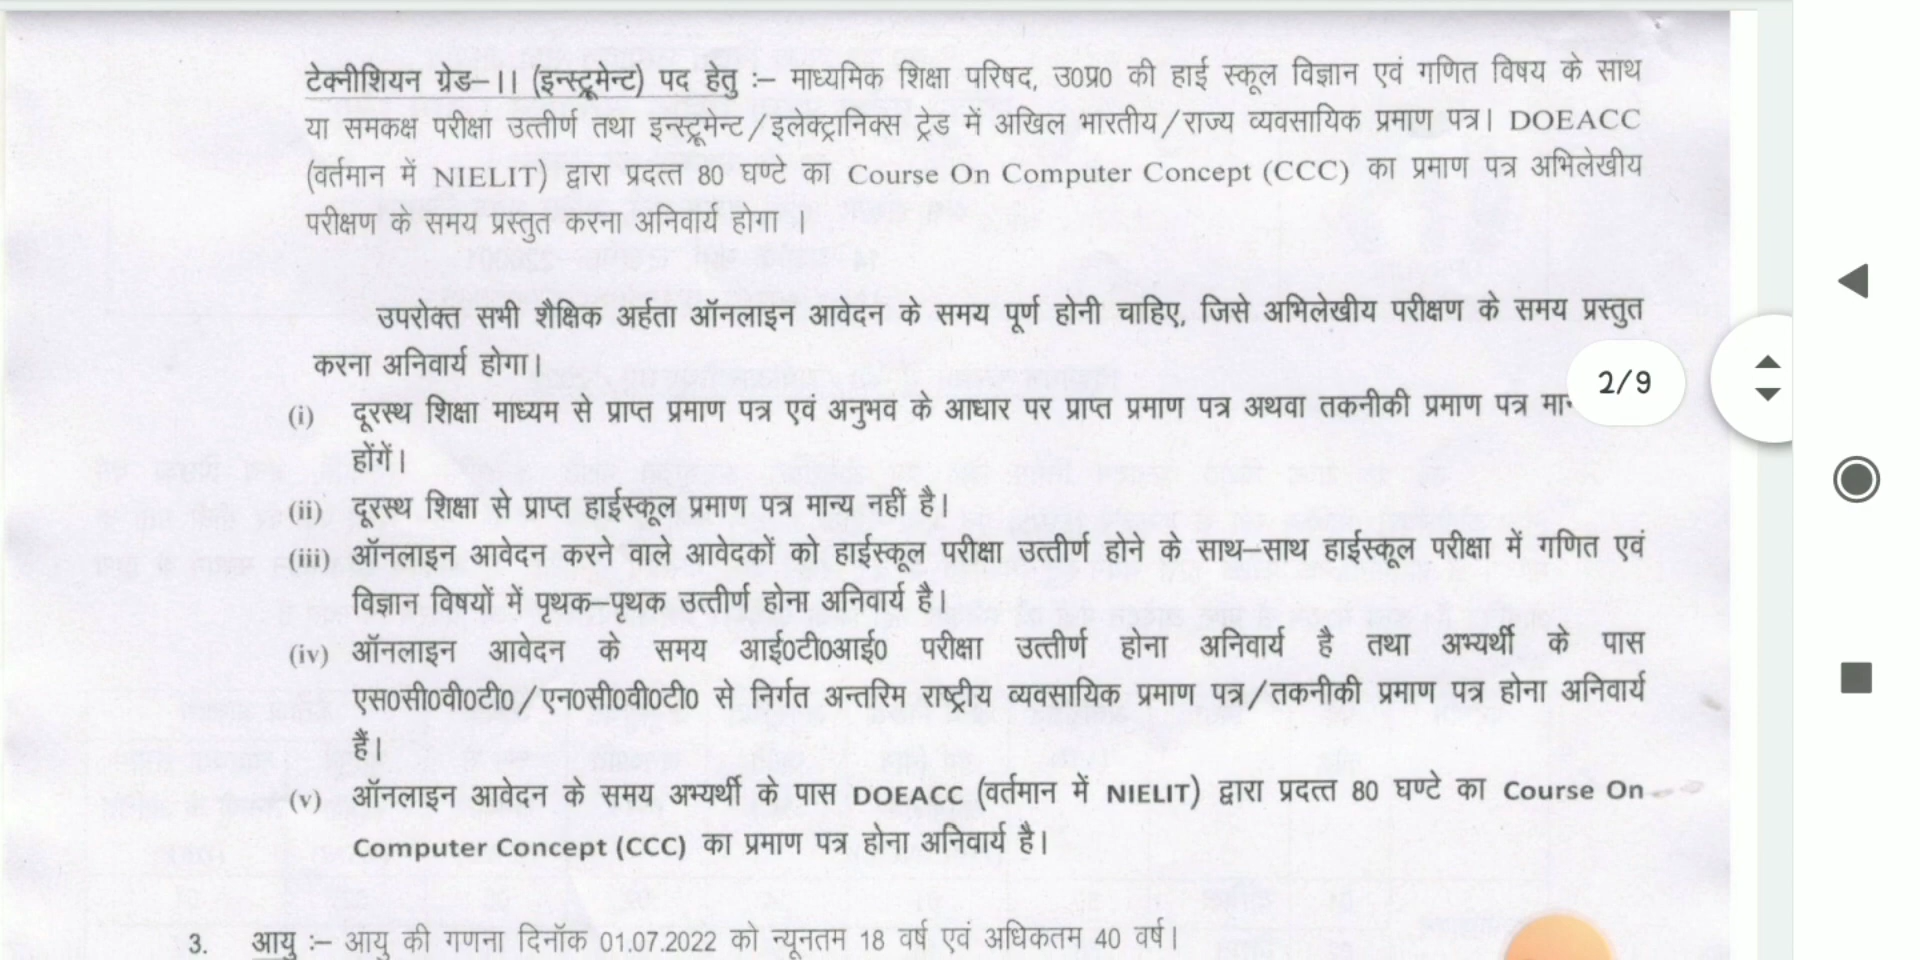 टेक्नीशियन ग्रेड–II (इन्स्ट्रूमेन्ट) पद हेतु :– माध्यमिक शिक्षा परिषद, उ0प्र0 की हाई स्कूल विज्ञान एवं गणित विषय के साथ
या समकक्ष परीक्षा उत्तीर्ण तथा इन्स्ट्रूमेन्ट/इलेक्ट्रानिक्स ट्रेड में अखिल भारतीय/राज्य व्यवसायिक प्रमाण पत्र। DOEACC
(वर्तमान में NIELIT) द्वारा प्रदत्त 80 घण्टे का Course On Computer Concept (CCC) का प्रमाण पत्र अभिलेखीय
परीक्षण के समय प्रस्तुत करना अनिवार्य होगा ।
उपरोक्त सभी शैक्षिक अर्हता ऑनलाइन आवेदन के समय पूर्ण होनी चाहिए, जिसे अभिलेखीय परीक्षण के समय प्रस्तुत
करना अनिवार्य होगा।
2/9
(i) दूरस्थ शिक्षा माध्यम से प्राप्त प्रमाण पत्र एवं अनुभव के आधार पर प्राप्त प्रमाण पत्र अथवा तकनीकी प्रमाण पत्र
होंगें।
(ii) दूरस्थ शिक्षा से प्राप्त हाईस्कूल प्रमाण पत्र मान्य नहीं है।
(iii) ऑनलाइन आवेदन करने वाले आवेदकों को हाईस्कूल परीक्षा उत्तीर्ण होने के साथ–साथ हाईस्कूल परीक्षा में गणित एवं
विज्ञान विषयों में पृथक–पृथक उत्तीर्ण होना अनिवार्य है।
(iv) ऑनलाइन आवेदन के समय आई0टी0आई0 परीक्षा उत्तीर्ण होना अनिवार्य है तथा अभ्यर्थी के पास
एस0सी0वी0टी0/एन0सी0वी0टी0 से निर्गत अन्तरिम राष्ट्रीय व्यवसायिक प्रमाण पत्र/तकनीकी प्रमाण पत्र होना अनिवार्य
हैं।
(v) ऑनलाइन आवेदन के समय अभ्यर्थी के पास DOEACC (वर्तमान में NIELIT) द्वारा प्रदत्त 80 घण्टे का Course On
Computer Concept (CCC) का प्रमाण पत्र होना अनिवार्य है।
3. आयु :– आयु की गणना दिनॉक 01.07.2022 को न्यूनतम 18 वर्ष एवं अधिकतम 40 वर्ष।